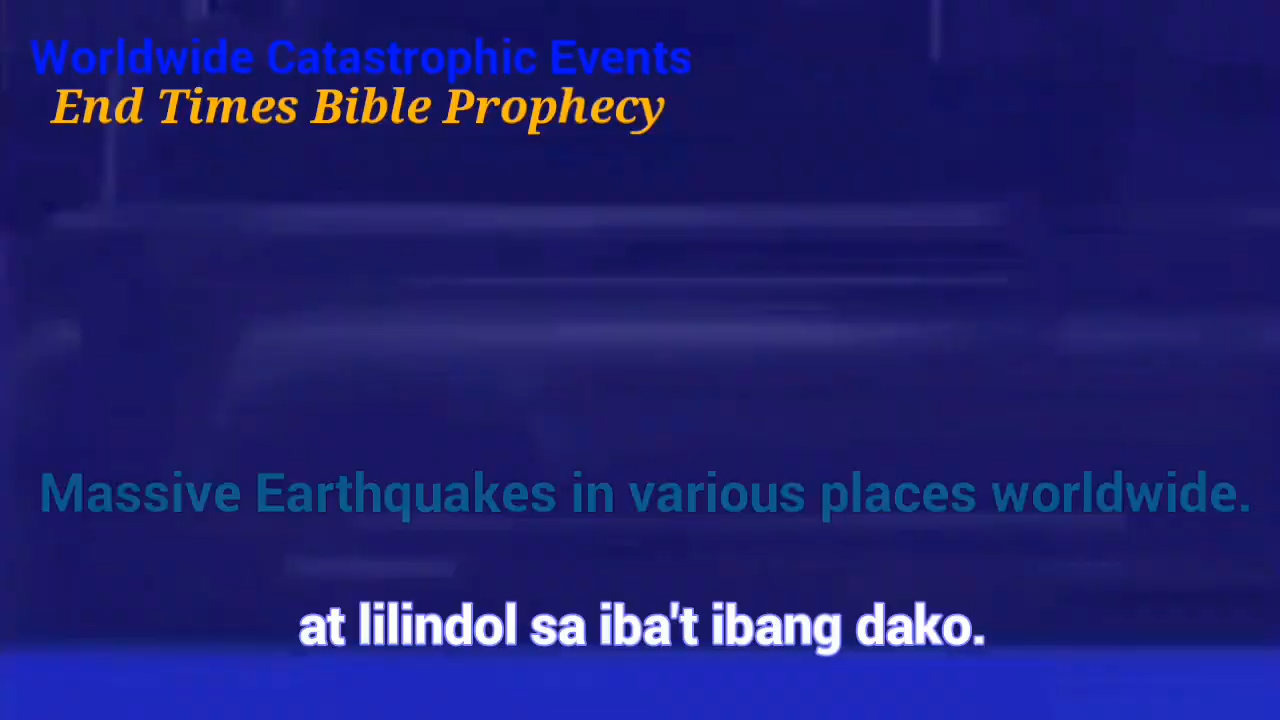 Worldwide Catastrophic Events
End Times Bible Prophecy
Massive Earthquakes in various places worldwide.
at lilindol sa iba't ibang dako.